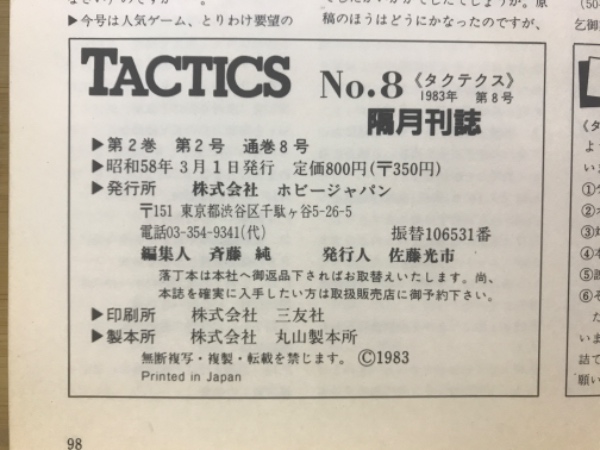 ▶今号は人気ゲーム、とりわけ要望の
稿のほうはどうにかなったのですが、
TACTICS No.8 《タクテクス》
1983年 第8号
隔月刊誌
▶第2巻 第2号 通巻8号
▶昭和58年3月1日発行 定価800円(〒350円)
▶発行所 株式会社 ホビージャパン
〒151 東京都渋谷区千駄ヶ谷5-26-5
電話03-354-9341(代) 振替106531番
編集人 斉藤 純 発行人 佐藤光市
落丁本は本社へ御返品下さればお取替えいたします。尚、
本誌を確実に入手したい方は取扱販売店に御予約下さい。
▶印刷所 株式会社 三友社
▶製本所 株式会社 丸山製本所
無断複写・複製・転載を禁じます。 ©1983
Printed in Japan
98